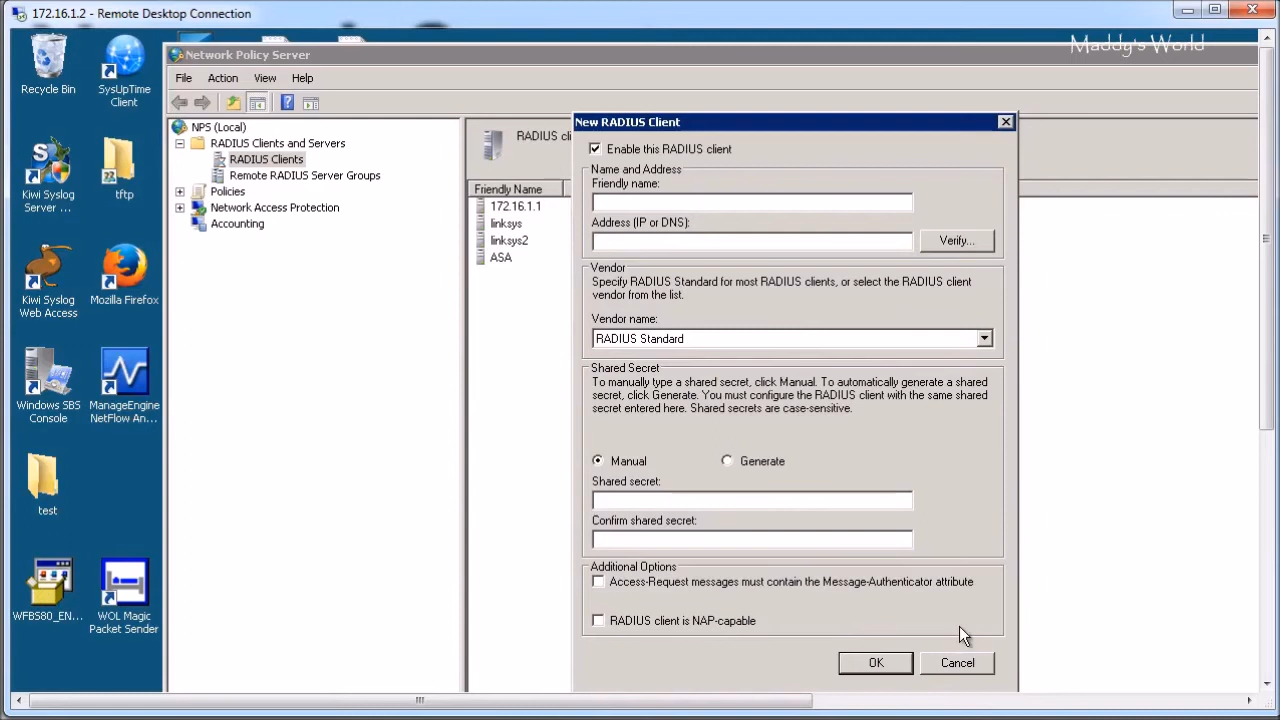 172.16.1.2 - Remote Desktop Connection
Maddy's World
Recycle Bin
SysUpTime
Client
Kiwi Syslog
Server ...
tftp
Kiwi Syslog
Web Access
Mozilla Firefox
Windows SBS
Console
ManageEngine
NetFlow An...
test
WFBS80_EN...
WOL Magic
Packet Sender
Network Policy Server
File Action View Help
NPS (Local)
RADIUS Clients and Servers
RADIUS Clients
Remote RADIUS Server Groups
Policies
Network Access Protection
Accounting
RADIUS cli
Friendly Name
172.16.1.1
linksys
linksys2
ASA
New RADIUS Client
Enable this RADIUS client
Name and Address
Friendly name:
Address (IP or DNS):
Verify...
Vendor
Specify RADIUS Standard for most RADIUS clients, or select the RADIUS client
vendor from the list.
Vendor name:
RADIUS Standard
Shared Secret
To manually type a shared secret, click Manual. To automatically generate a shared
secret, click Generate. You must configure the RADIUS client with the same shared
secret entered here. Shared secrets are case-sensitive.
Manual Generate
Shared secret:
Confirm shared secret:
Additional Options
Access-Request messages must contain the Message-Authenticator attribute
RADIUS client is NAP-capable
OK Cancel